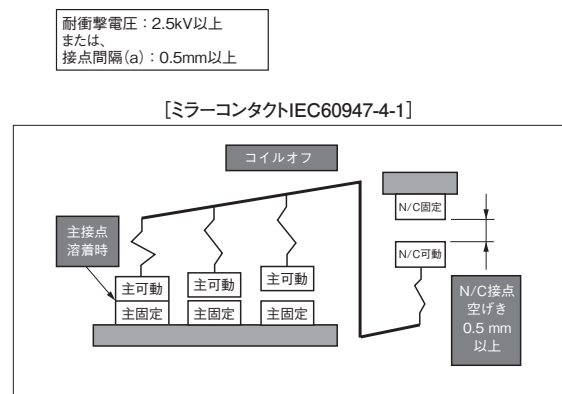 耐衝撃電圧：2.5kV以上
または、
接点間隔(a)：0.5mm以上
[ミラーコンタクトIEC60947-4-1]
コイルオフ
N/C固定
主接点
溶着時
N/C可動
主可動
主可動
主可動
主固定
主固定
主固定
N/C接点
空げき
0.5 mm
以上